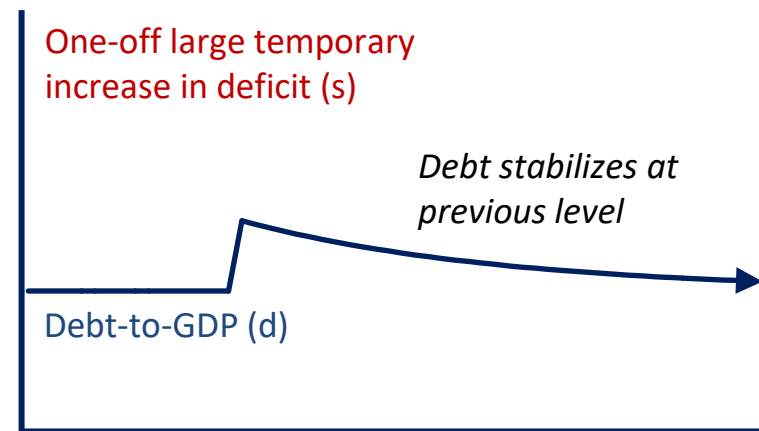 One-off large temporary
increase in deficit (s)
Debt stabilizes at
previous level
Debt-to-GDP (d)